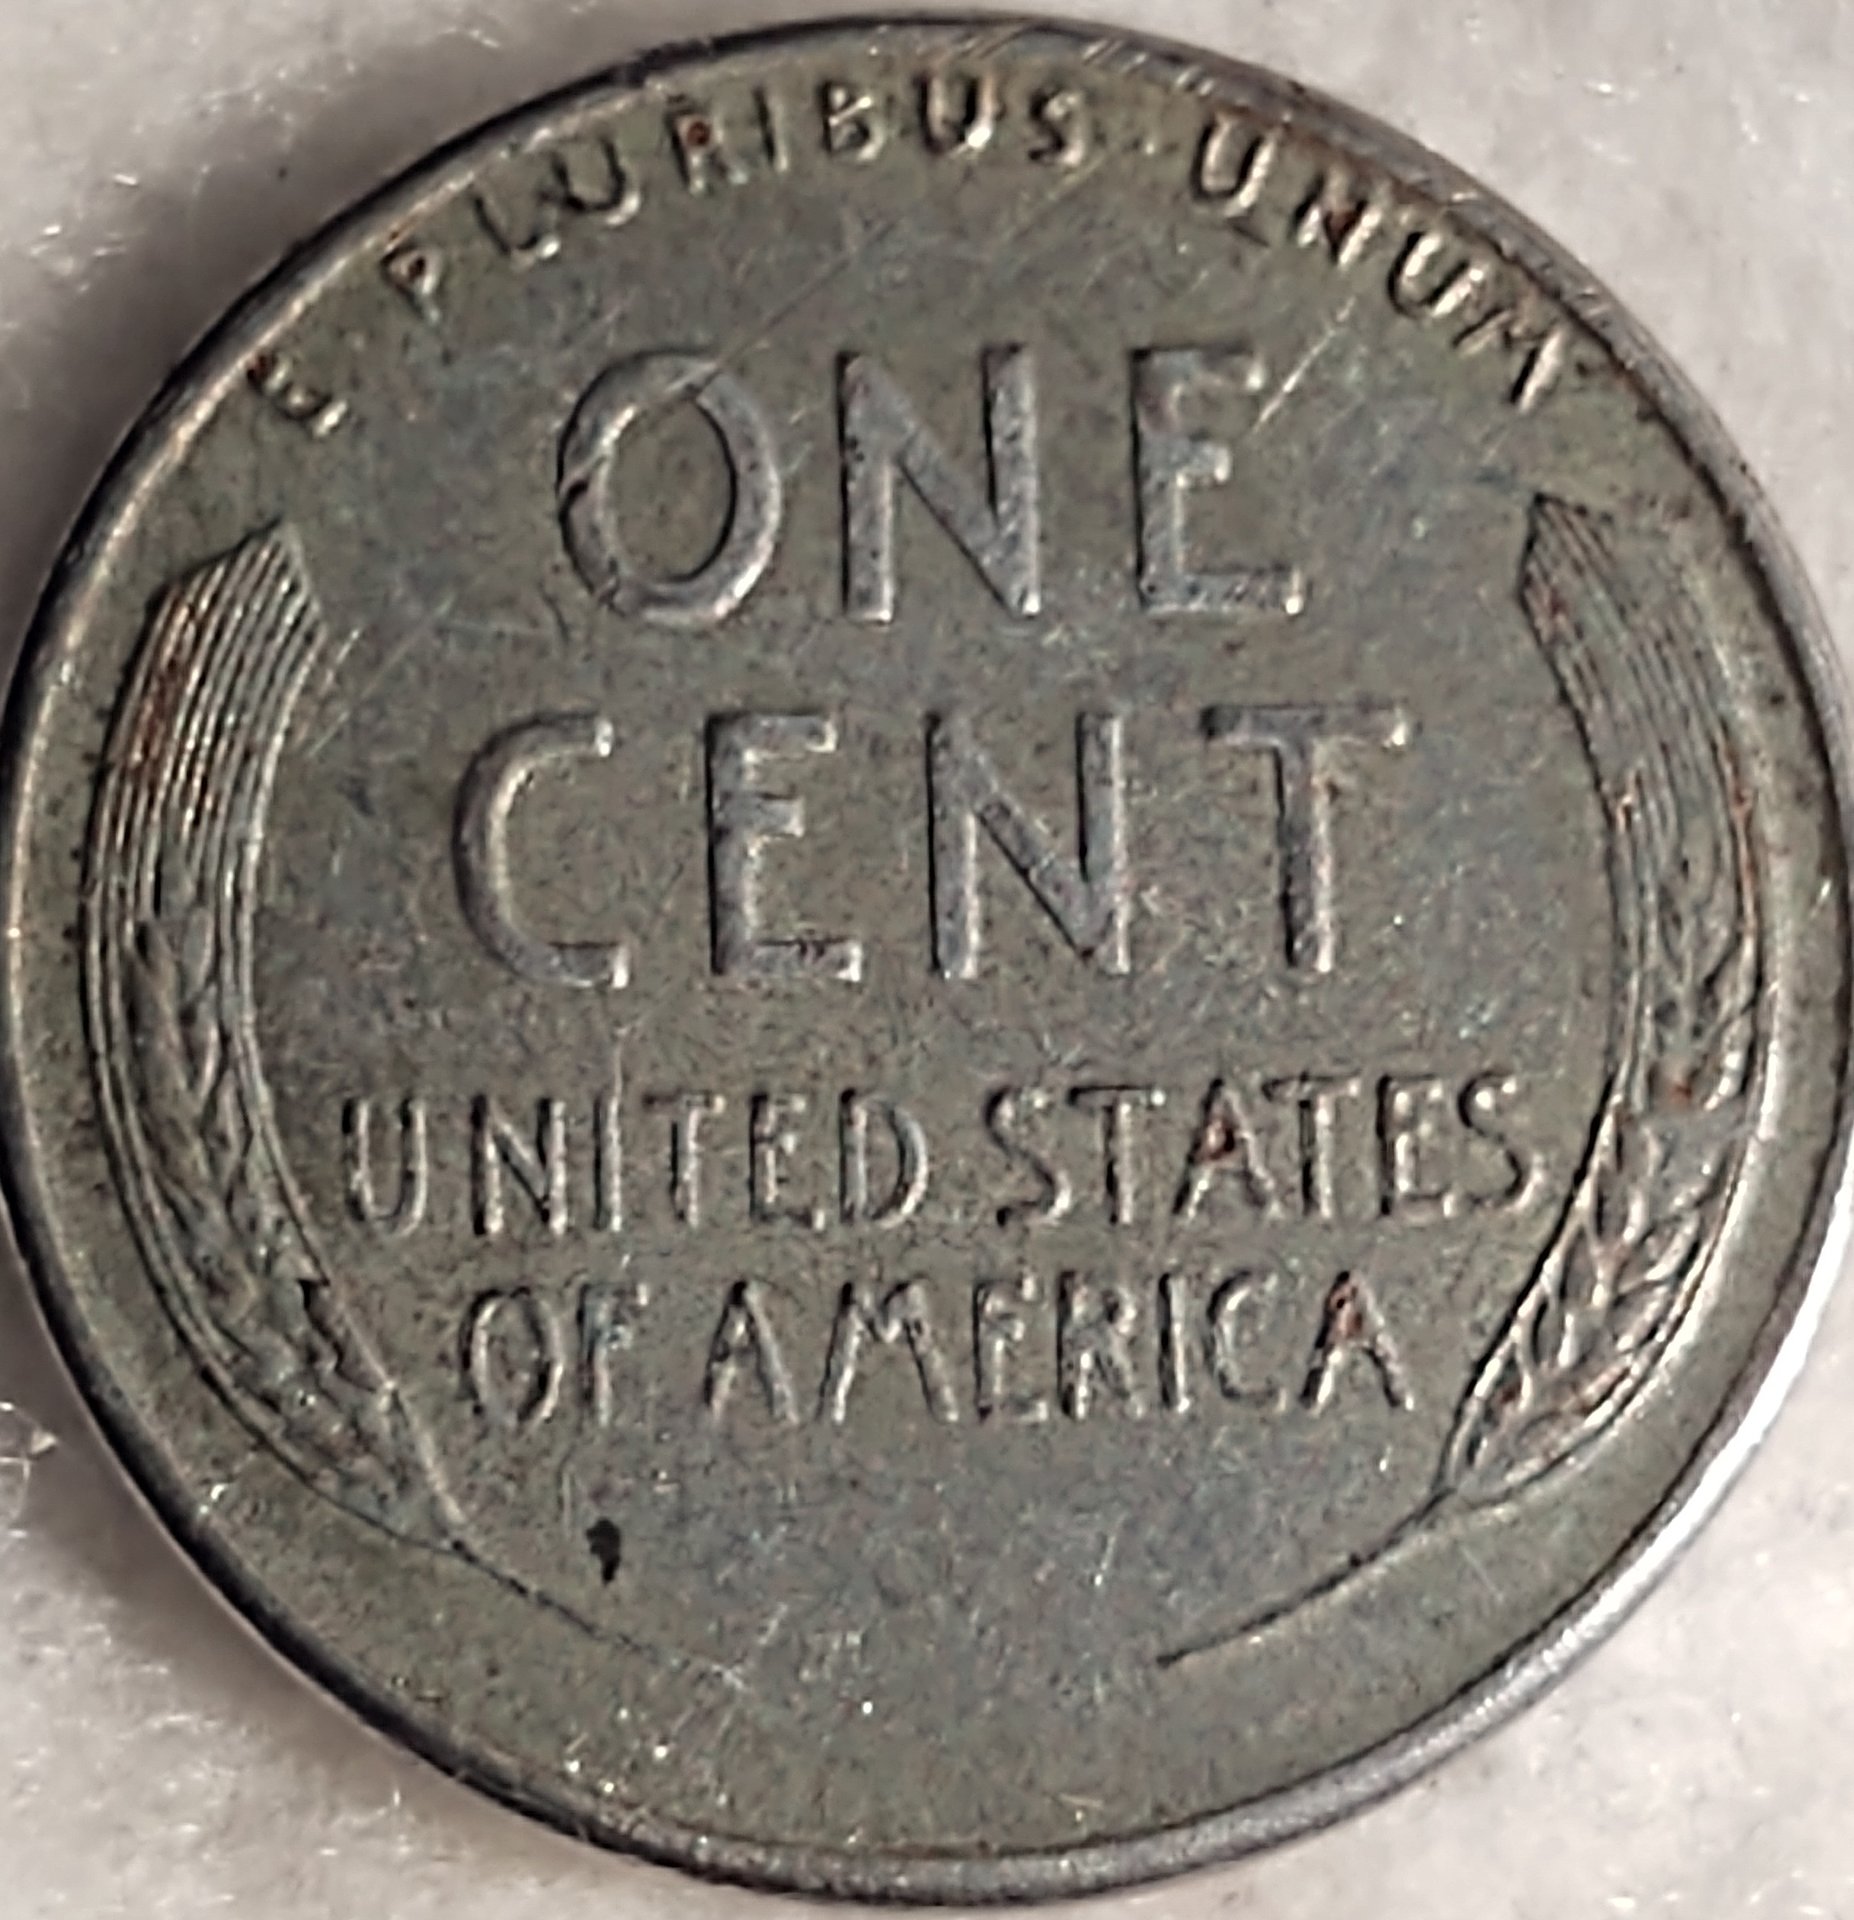 E PLURIBUS · UNUM
ONE
CENT
UNITED STATES
OF AMERICA